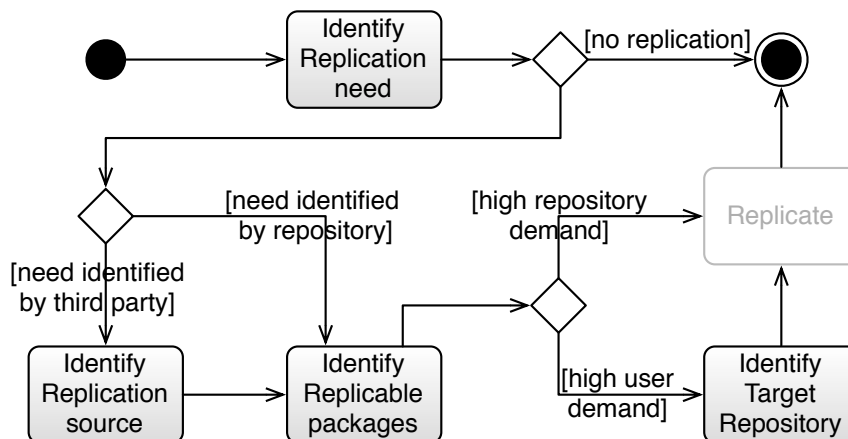 Identify
Replication
need
[no replication]
[need identified
by repository]
[high repository
demand]
Replicate
[need identified
by third party]
Identify
Replication
source
Identify
Replicable
packages
[high user
demand]
Identify
Target
Repository